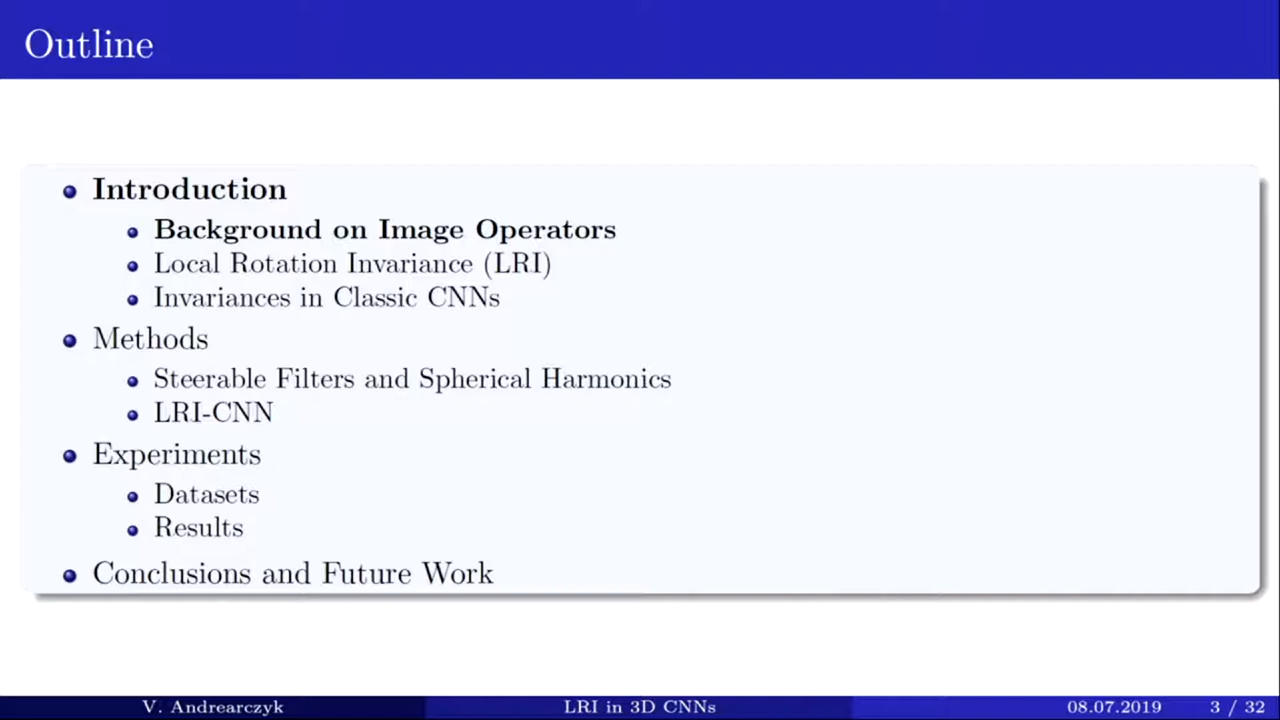 Outline
Introduction
Background on Image Operators
Local Rotation Invariance (LRI)
Invariances in Classic CNNs
Methods
Steerable Filters and Spherical Harmonics
LRI-CNN
Experiments
Datasets
Results
Conclusions and Future Work
V. Andrearczyk LRI in 3D CNNs 08.07.2019 3 / 32